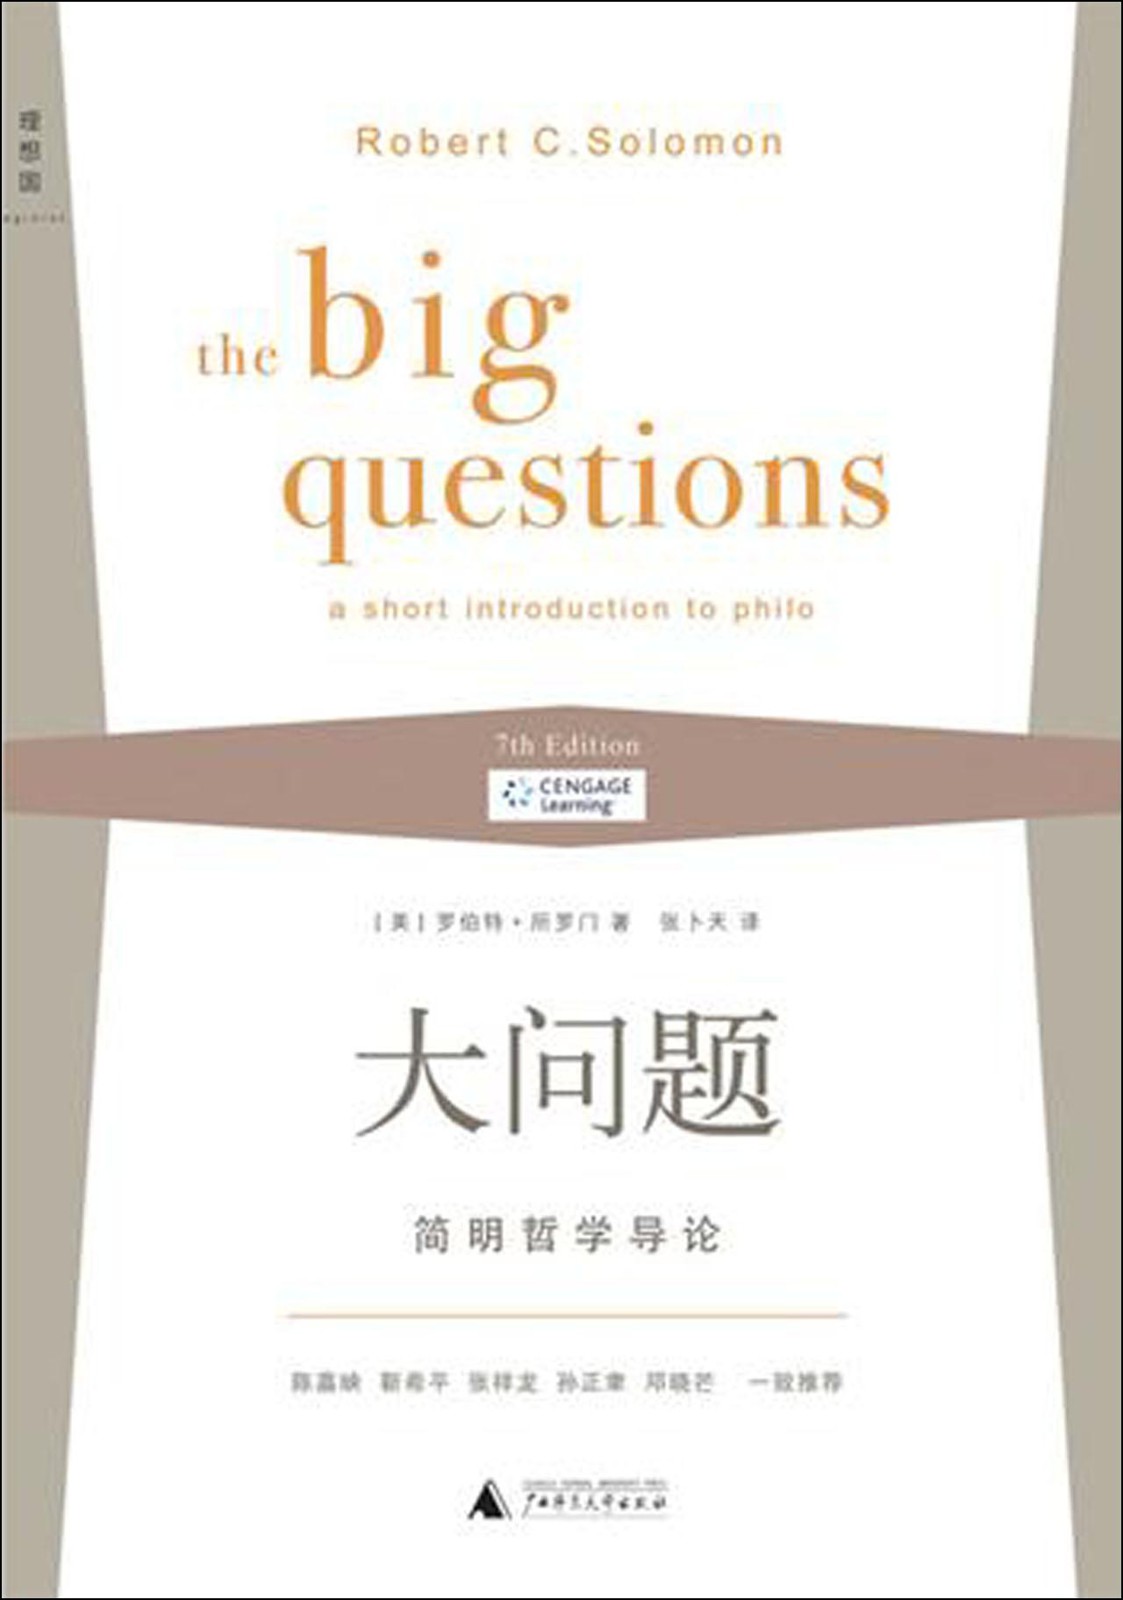 理想国
Robert C. Solomon
the big
questions
a short introduction to philo
7th Edition
CENGAGE
Learning
[美] 罗伯特·所罗门 著 张卜天 译
大问题
简明哲学导论
陈嘉映 靳希平 张祥龙 孙正聿 邓晓芒 一致推荐
广西师范大学出版社